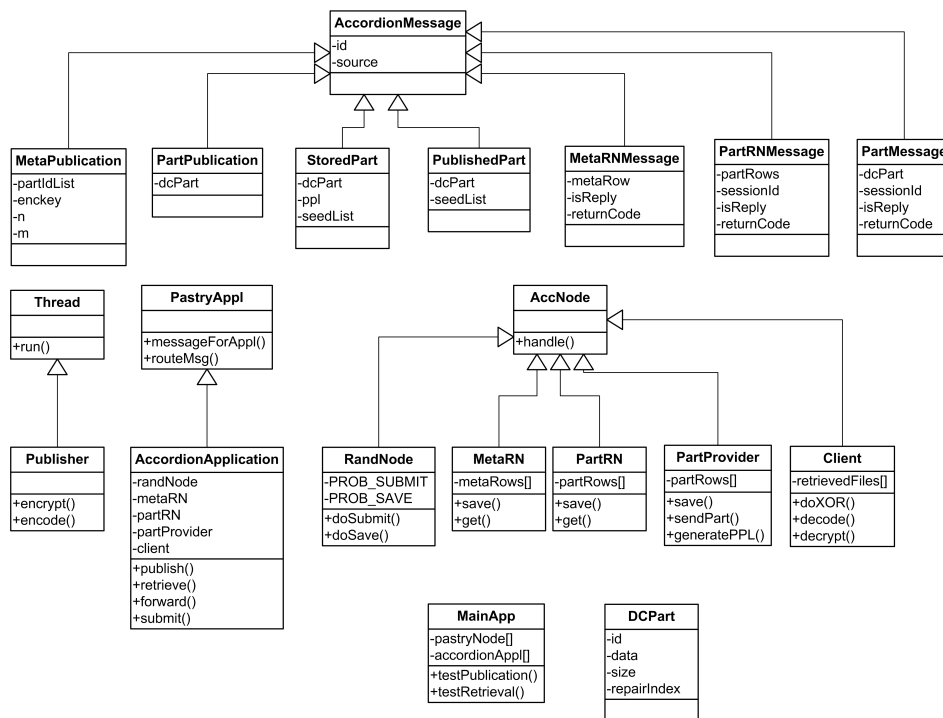 AccordionMessage
-id
-source
MetaPublication
-partIdList
-enckey
-n
-m
PartPublication
-dcPart
StoredPart
-dcPart
-ppl
-seedList
PublishedPart
-dcPart
-seedList
MetaRNMessage
-metaRow
-isReply
-returnCode
PartRNMessage
-partRows
-sessionId
-isReply
-returnCode
PartMessage
-dcPart
-sessionId
-isReply
-returnCode
Thread
+run()
PastryAppl
+messageForAppl()
+routeMsg()
AccNode
+handle()
Publisher
+encrypt()
+encode()
AccordionApplication
-randNode
-metaRN
-partRN
-partProvider
-client
+publish()
+retrieve()
+forward()
+submit()
RandNode
-PROB_SUBMIT
-PROB_SAVE
+doSubmit()
+doSave()
MetaRN
-metaRows[]
+save()
+get()
PartRN
-partRows[]
+save()
+get()
PartProvider
-partRows[]
+save()
+sendPart()
+generatePPL()
Client
-retrievedFiles[]
+doXOR()
+decode()
+decrypt()
MainApp
-pastryNode[]
-accordionAppl[]
+testPublication()
+testRetrieval()
DCPart
-id
-data
-size
-repairIndex